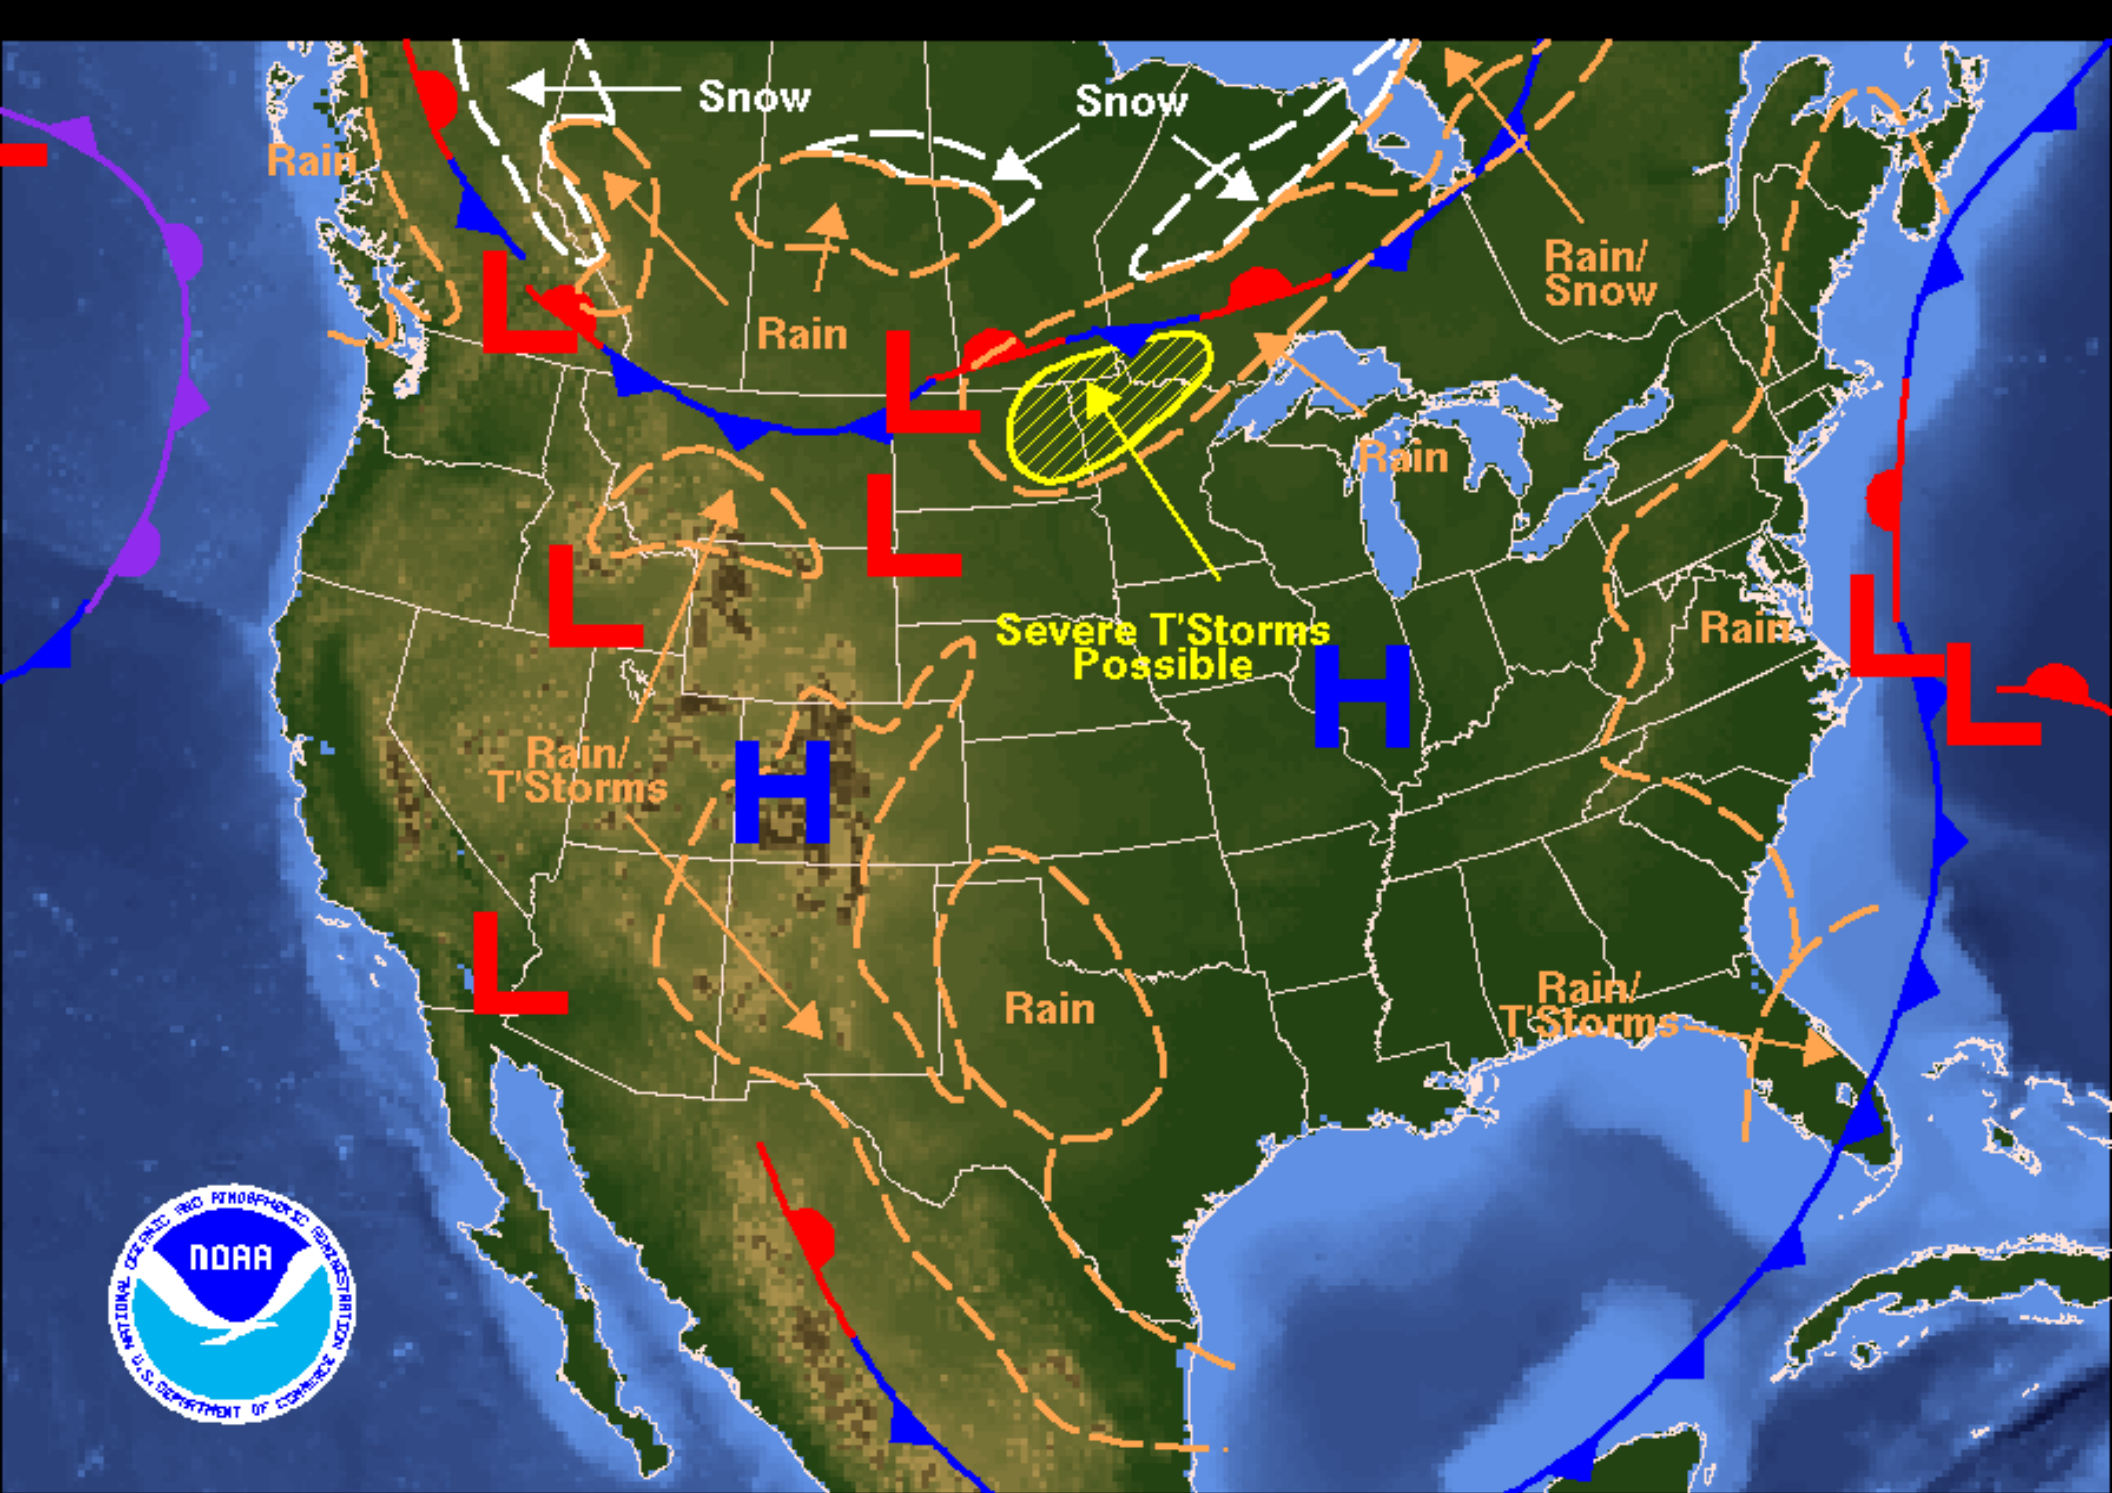 Snow
Snow
Rain
Rain/
Snow
Rain
Rain
Severe T'Storms
Possible
Rain
Rain/
T'Storms
Rain
Rain/
T'Storms
L
L
L
L
L
L
L
H
H
NATIONAL OCEANIC AND ATMOSPHERIC ADMINISTRATION
NOAA
U.S. DEPARTMENT OF COMMERCE